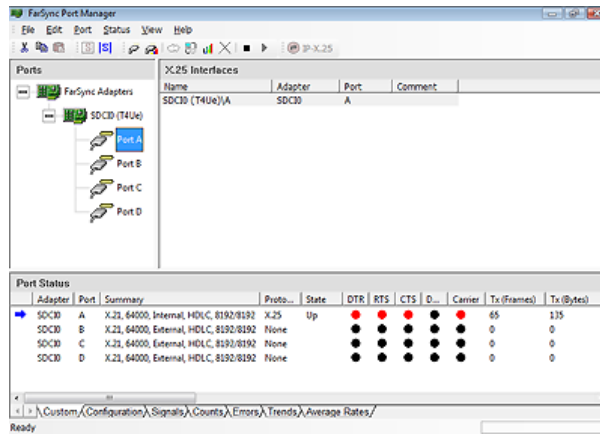 FarSync Port Manager
File Edit Port Status View Help
IP-X.25
Ports
X.25 Interfaces
Name Adapter Port Comment
SDCI0 (T4Ue)\A SDCI0 A
FarSync Adapters
SDCI0 (T4Ue)
Port A
Port B
Port C
Port D
Port Status
Adapter Port Summary Proto... State DTR RTS CTS D... Carrier Tx (Frames) Tx (Bytes)
SDCI0 A X.21, 64000, Internal, HDLC, 8192/8192 X.25 Up 65 135
SDCI0 B X.21, 64000, External, HDLC, 8192/8192 None 0 0
SDCI0 C X.21, 64000, External, HDLC, 8192/8192 None 0 0
SDCI0 D X.21, 64000, External, HDLC, 8192/8192 None 0 0
Custom Configuration Signals Counts Errors Trends Average Rates
Ready